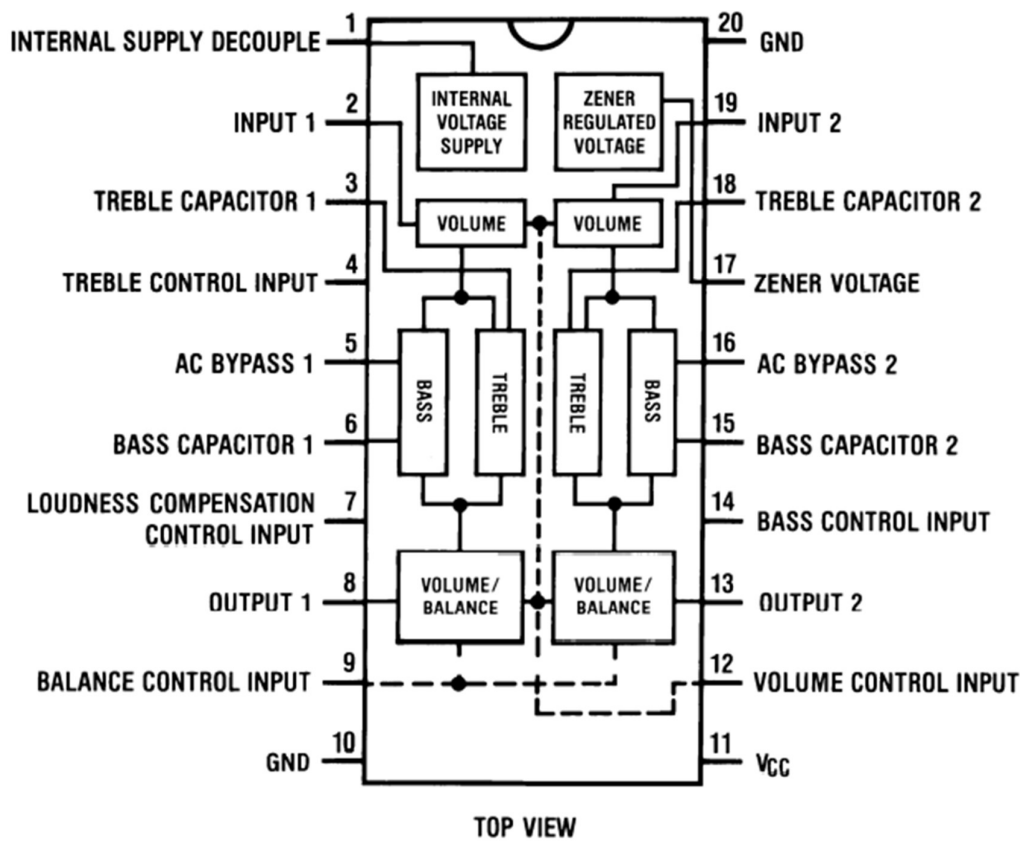 1
INTERNAL SUPPLY DECOUPLE
2
INPUT 1
3
TREBLE CAPACITOR 1
4
TREBLE CONTROL INPUT
5
AC BYPASS 1
6
BASS CAPACITOR 1
7
LOUDNESS COMPENSATION
CONTROL INPUT
8
OUTPUT 1
9
BALANCE CONTROL INPUT
10
GND
INTERNAL
VOLTAGE
SUPPLY
ZENER
REGULATED
VOLTAGE
VOLUME
VOLUME
BASS
TREBLE
TREBLE
BASS
VOLUME/
BALANCE
VOLUME/
BALANCE
20
GND
19
INPUT 2
18
TREBLE CAPACITOR 2
17
ZENER VOLTAGE
16
AC BYPASS 2
15
BASS CAPACITOR 2
14
BASS CONTROL INPUT
13
OUTPUT 2
12
VOLUME CONTROL INPUT
11
VCC
TOP VIEW